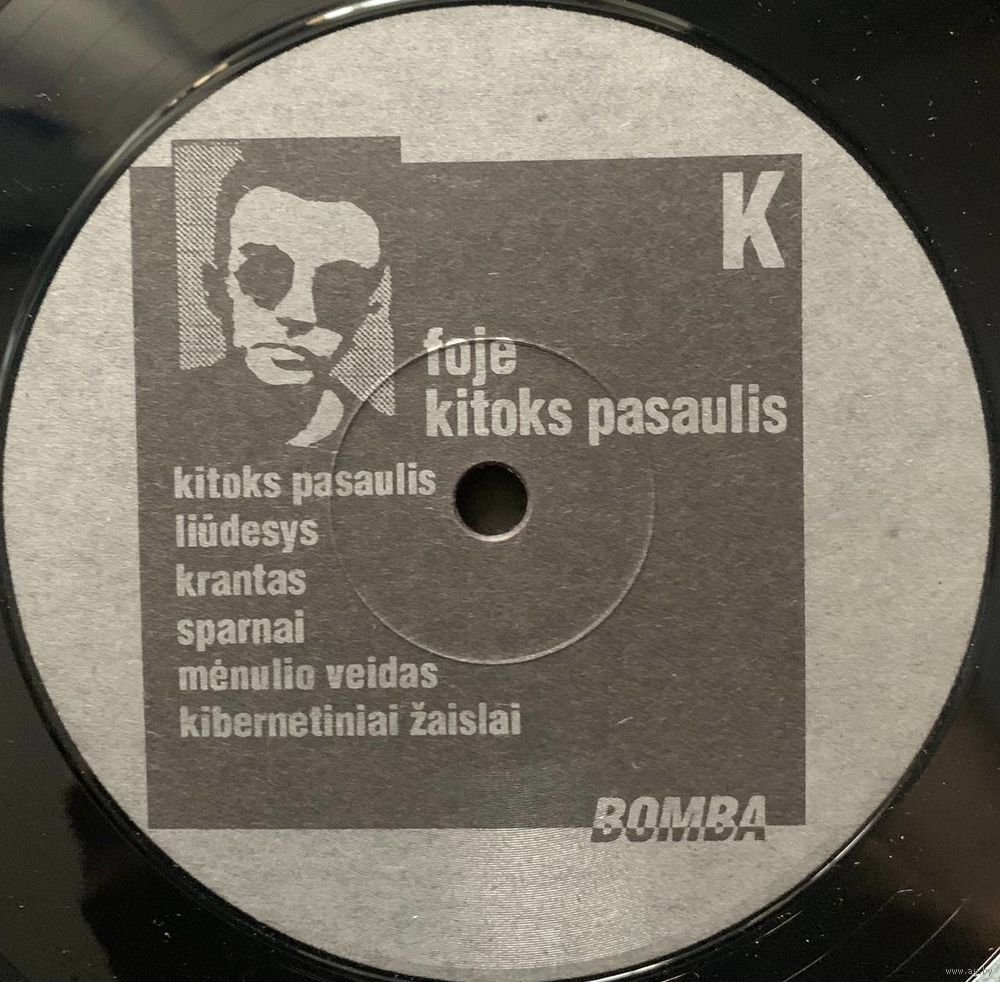 K
foje
kitoks pasaulis
kitoks pasaulis
liūdesys
krantas
sparnai
mėnulio veidas
kibernetiniai žaislai
BOMBA